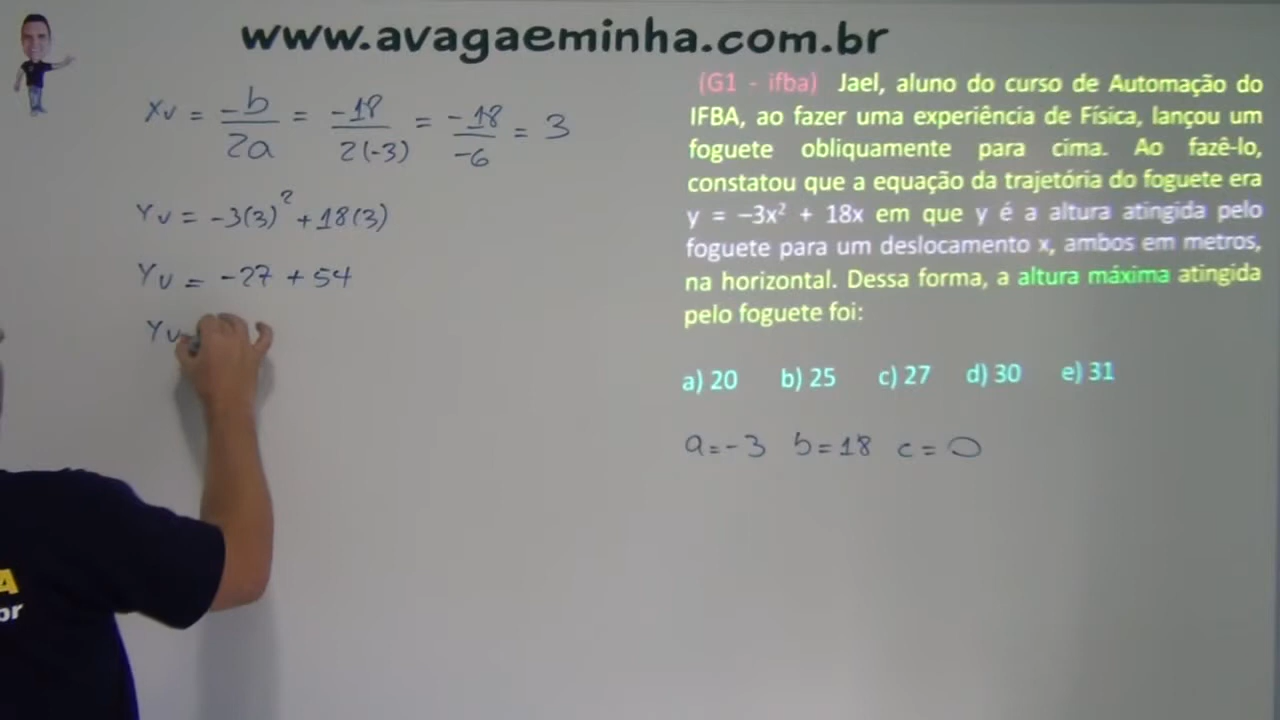 www.avagaeminha.com.br
Xv = -b/2a = -18/2(-3) = -18/-6 = 3
Yv = -3(3)² + 18(3)
Yv = -27 + 54
Yv
(G1 - ifba) Jael, aluno do curso de Automação do
IFBA, ao fazer uma experiência de Física, lançou um
foguete obliquamente para cima. Ao fazê-lo,
constatou que a equação da trajetória do foguete era
y = –3x² + 18x em que y é a altura atingida pelo
foguete para um deslocamento x, ambos em metros,
na horizontal. Dessa forma, a altura máxima atingida
pelo foguete foi:
a) 20 b) 25 c) 27 d) 30 e) 31
a = -3 b = 18 c = 0
A
br